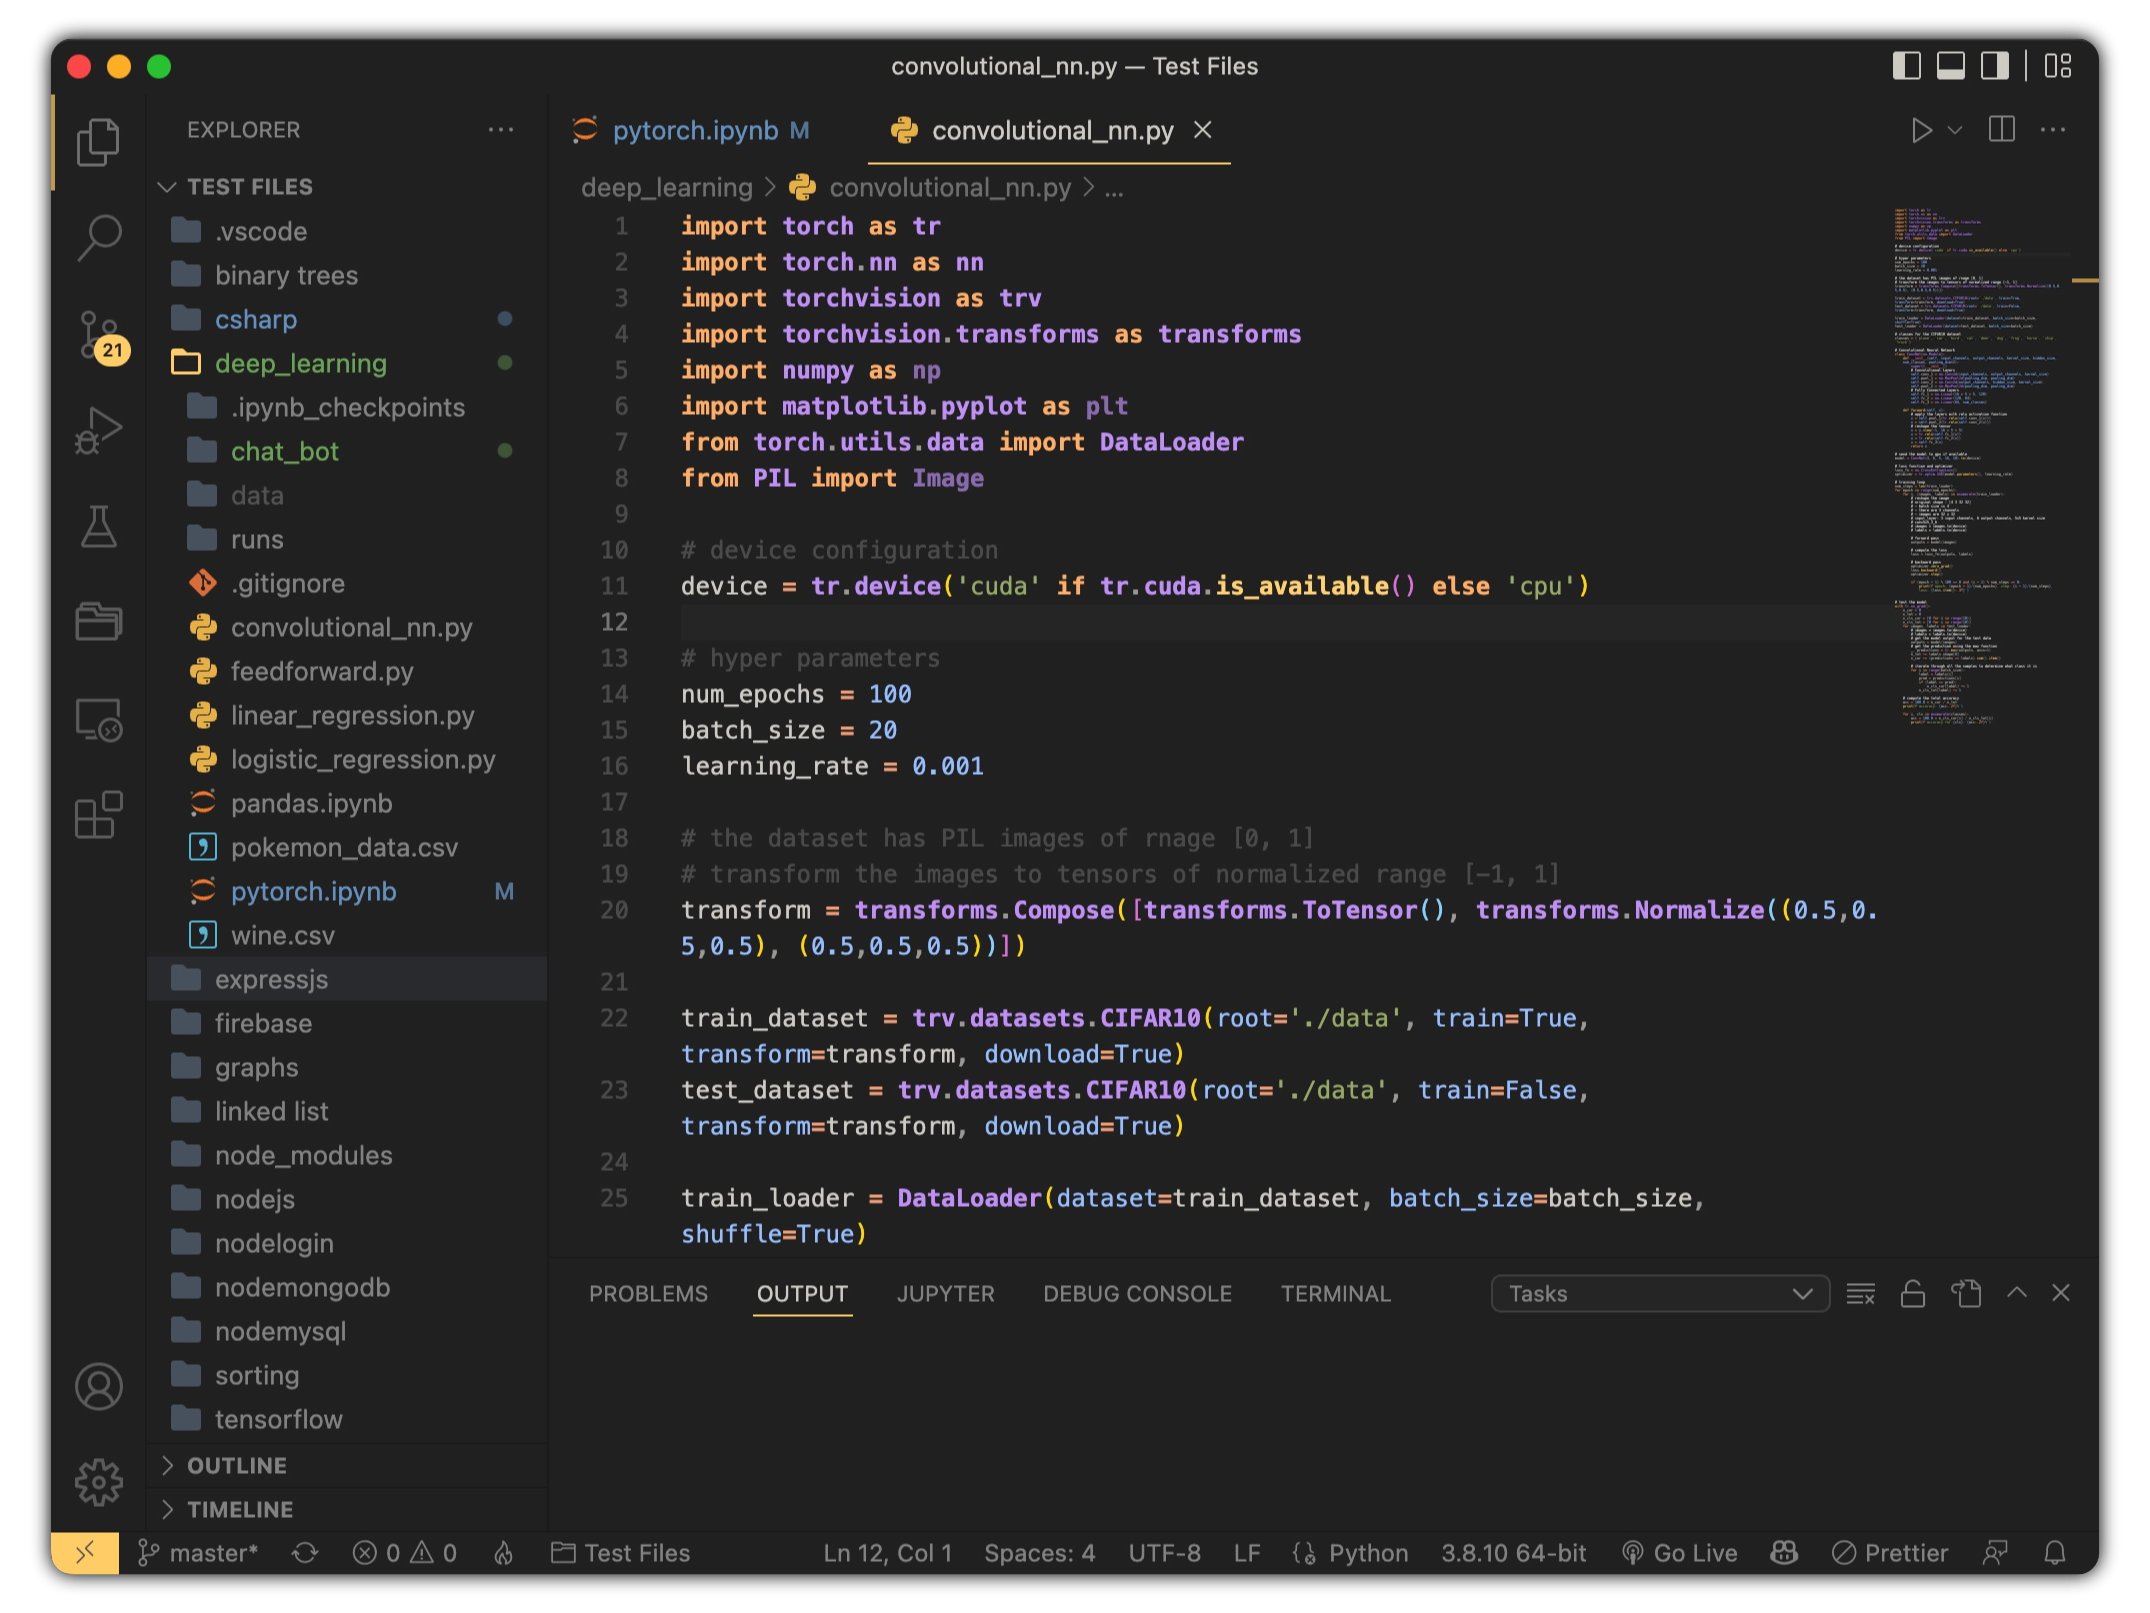 convolutional_nn.py — Test Files
EXPLORER
TEST FILES
.vscode
binary trees
csharp
deep_learning
.ipynb_checkpoints
chat_bot
data
runs
.gitignore
convolutional_nn.py
feedforward.py
linear_regression.py
logistic_regression.py
pandas.ipynb
pokemon_data.csv
pytorch.ipynb M
wine.csv
expressjs
firebase
graphs
linked list
node_modules
nodejs
nodelogin
nodemongodb
nodemysql
sorting
tensorflow
OUTLINE
TIMELINE
21
pytorch.ipynb M
convolutional_nn.py
deep_learning > convolutional_nn.py > ...
1 import torch as tr
2 import torch.nn as nn
3 import torchvision as trv
4 import torchvision.transforms as transforms
5 import numpy as np
6 import matplotlib.pyplot as plt
7 from torch.utils.data import DataLoader
8 from PIL import Image
9
10 # device configuration
11 device = tr.device('cuda' if tr.cuda.is_available() else 'cpu')
12
13 # hyper parameters
14 num_epochs = 100
15 batch_size = 20
16 learning_rate = 0.001
17
18 # the dataset has PIL images of rnage [0, 1]
19 # transform the images to tensors of normalized range [-1, 1]
20 transform = transforms.Compose([transforms.ToTensor(), transforms.Normalize((0.5,0.
5,0.5), (0.5,0.5,0.5))])
21
22 train_dataset = trv.datasets.CIFAR10(root='./data', train=True,
transform=transform, download=True)
23 test_dataset = trv.datasets.CIFAR10(root='./data', train=False,
transform=transform, download=True)
24
25 train_loader = DataLoader(dataset=train_dataset, batch_size=batch_size,
shuffle=True)
PROBLEMS OUTPUT JUPYTER DEBUG CONSOLE TERMINAL Tasks
master* 0 0 Test Files Ln 12, Col 1 Spaces: 4 UTF-8 LF Python 3.8.10 64-bit Go Live Prettier